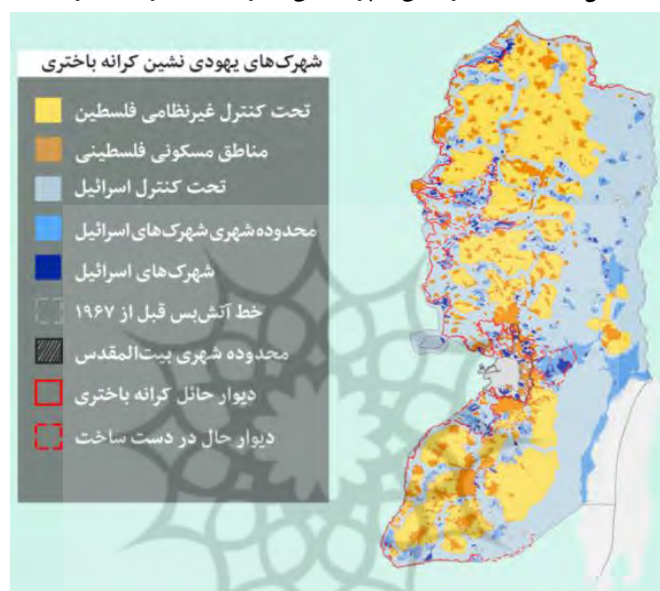 شهرک‌های یهودی نشین کرانه باختری
تحت کنترل غیرنظامی فلسطین
مناطق مسکونی فلسطینی
تحت کنترل اسرائیل
محدوده شهری شهرک‌های اسرائیل
شهرک‌های اسرائیل
خط آتش‌بس قبل از ۱۹۶۷
محدوده شهری بیت‌المقدس
دیوار حائل کرانه باختری
دیوار حال در دست ساخت